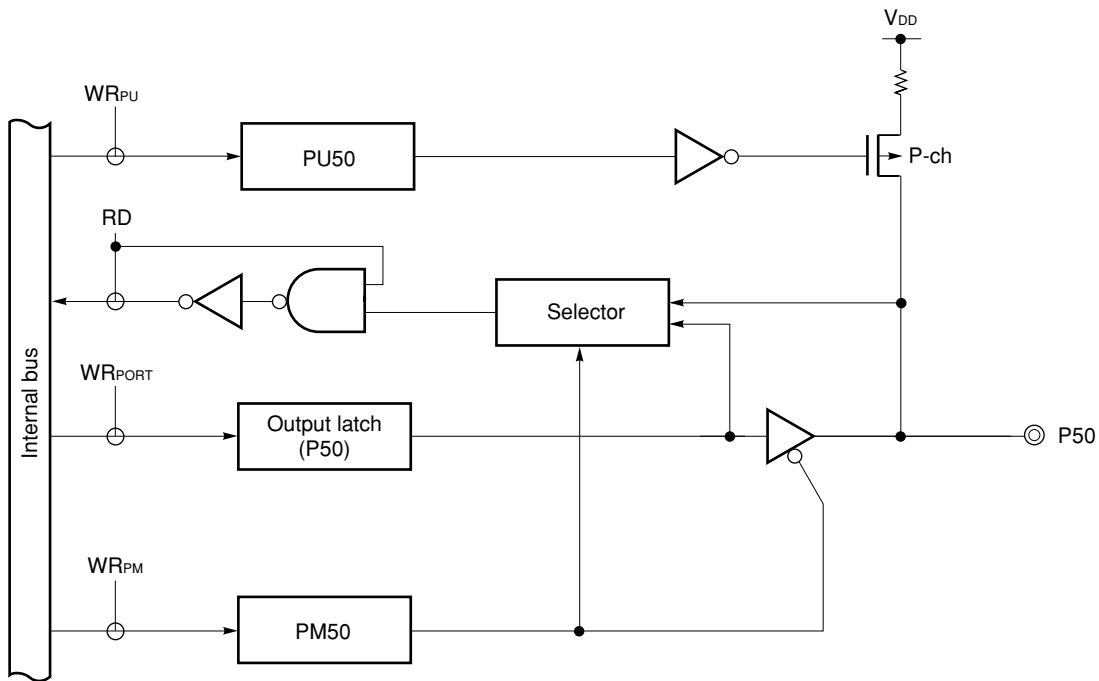 VDD
WRPU
PU50
P-ch
RD
Selector
Internal bus
WRPORT
Output latch
(P50)
P50
WRPM
PM50